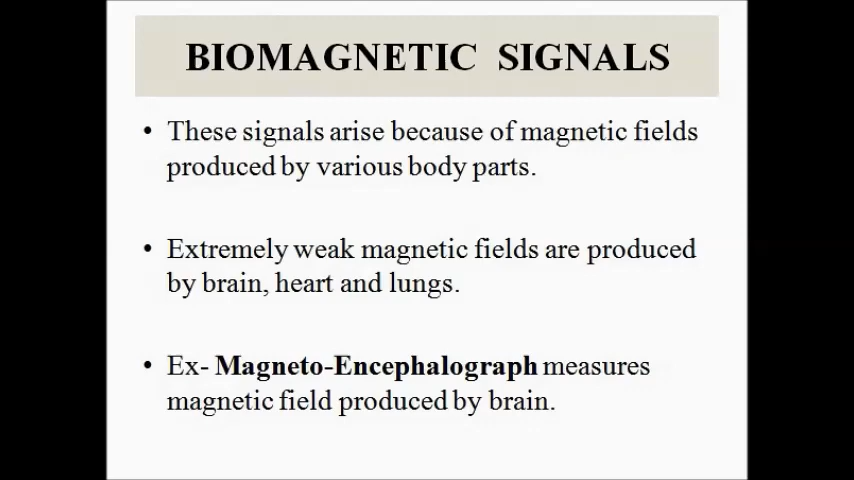 BIOMAGNETIC SIGNALS
• These signals arise because of magnetic fields
produced by various body parts.
• Extremely weak magnetic fields are produced
by brain, heart and lungs.
• Ex- Magneto-Encephalograph measures
magnetic field produced by brain.